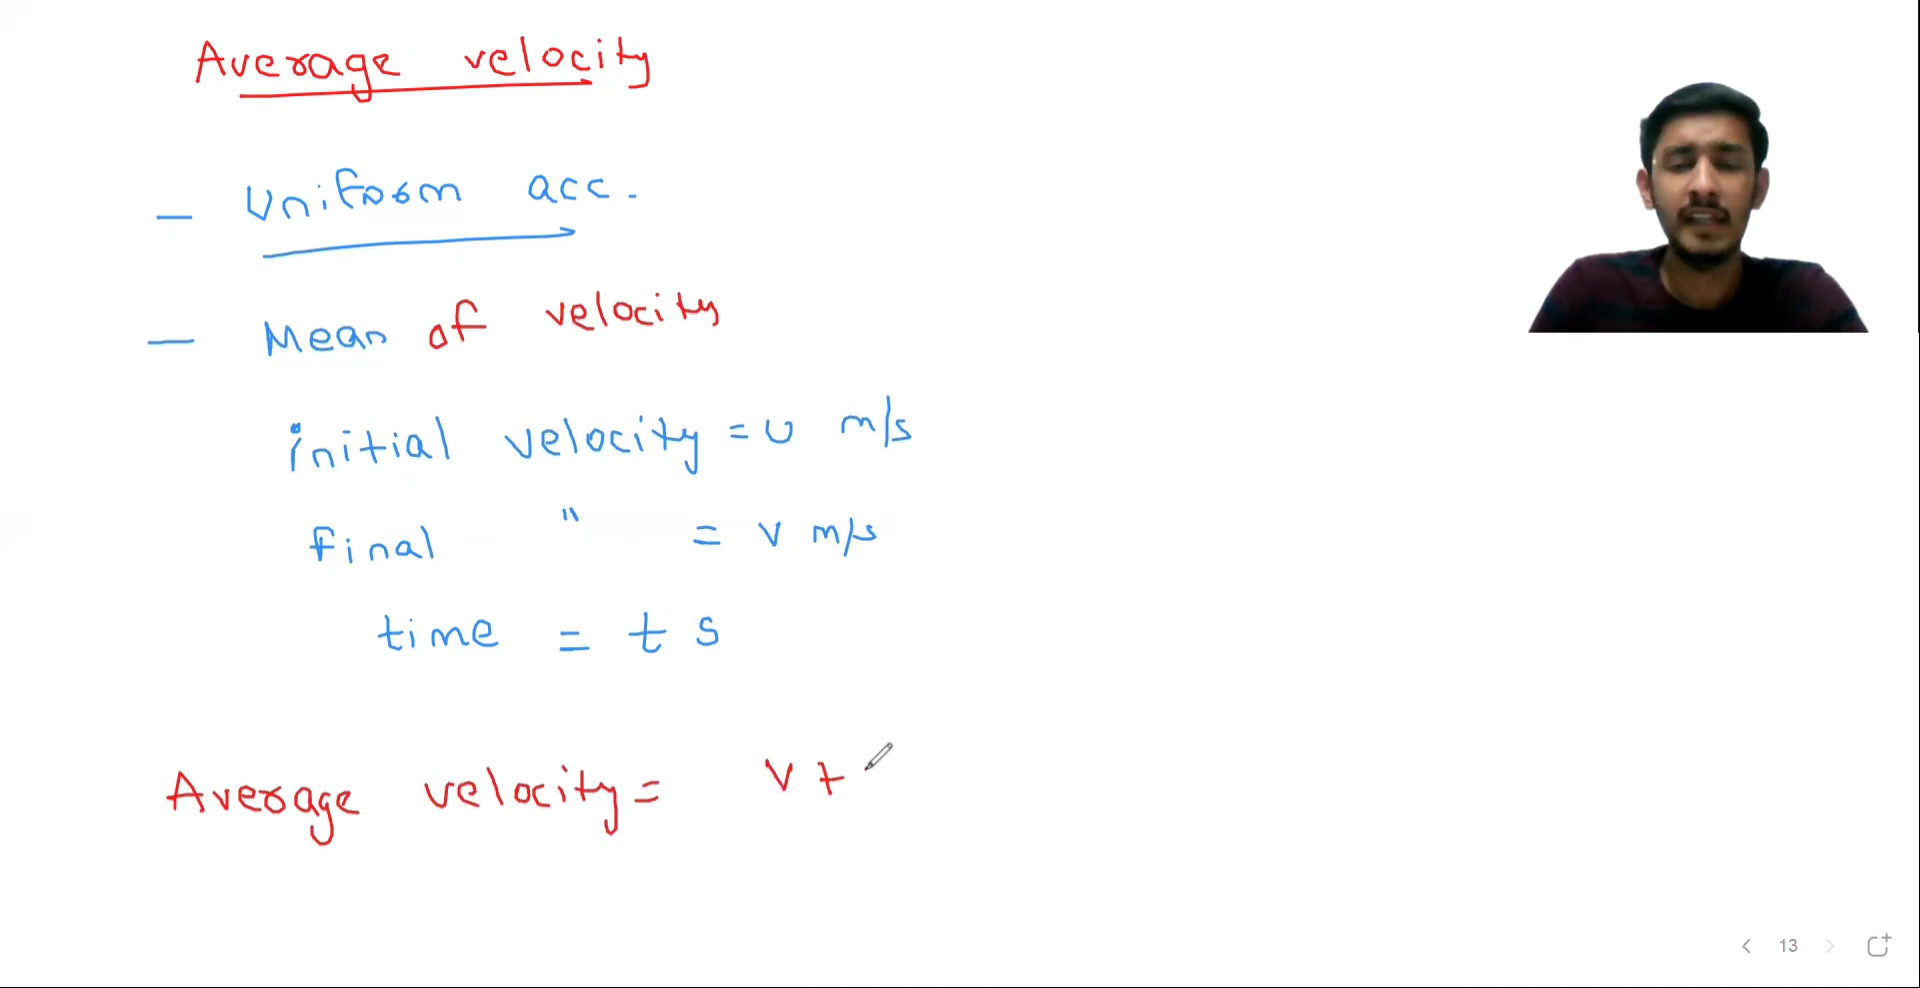 Average velocity
- Uniform acc.
- Mean of velocity
initial velocity = u m/s
final " = v m/s
time = t s
Average velocity = v +
13